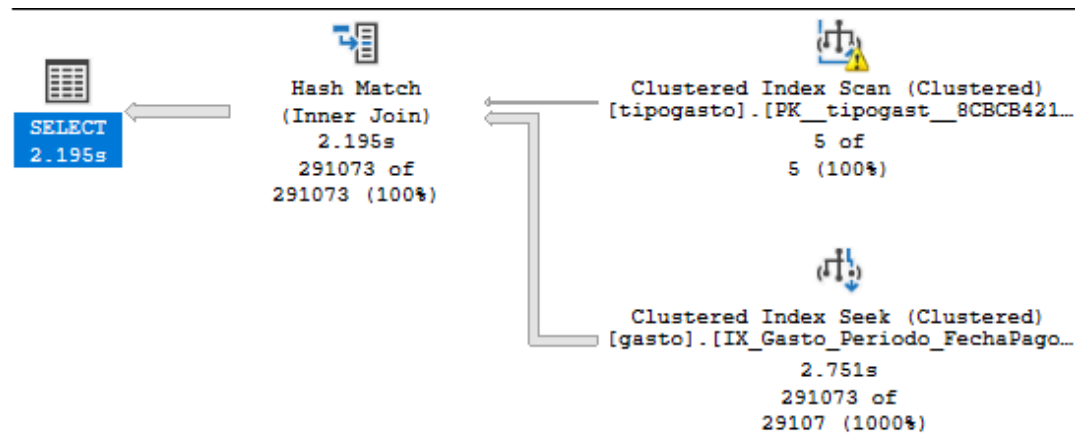 SELECT
2.195s
Hash Match
(Inner Join)
2.195s
291073 of
291073 (100%)
Clustered Index Scan (Clustered)
[tipogasto].[PK__tipogast__8CBCB421…
5 of
5 (100%)
Clustered Index Seek (Clustered)
[gasto].[IX_Gasto_Periodo_FechaPago…
2.751s
291073 of
29107 (1000%)